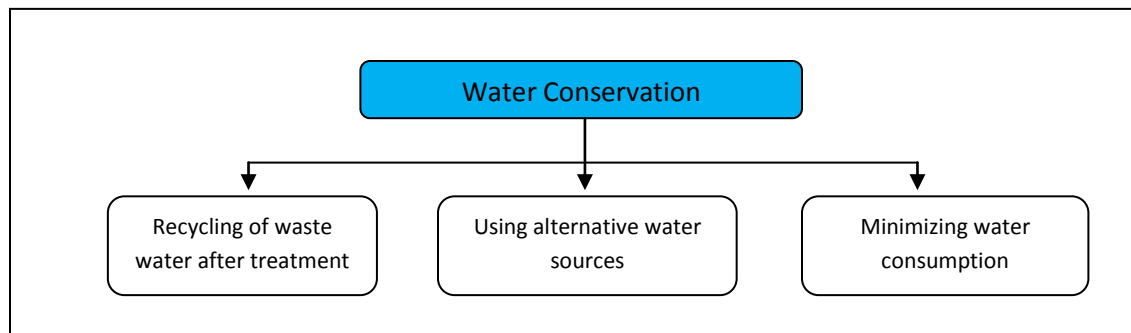 Water Conservation
Recycling of waste
water after treatment
Using alternative water
sources
Minimizing water
consumption